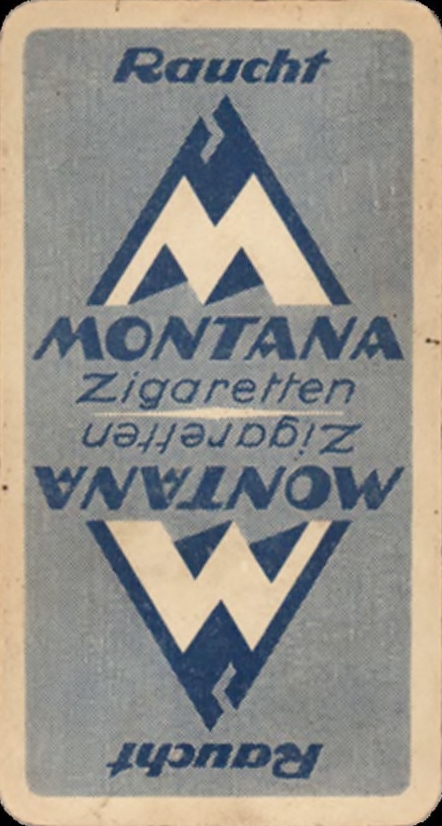 Raucht
M
MONTANA
Zigaretten
Zigaretten
MONTANA
M
Raucht